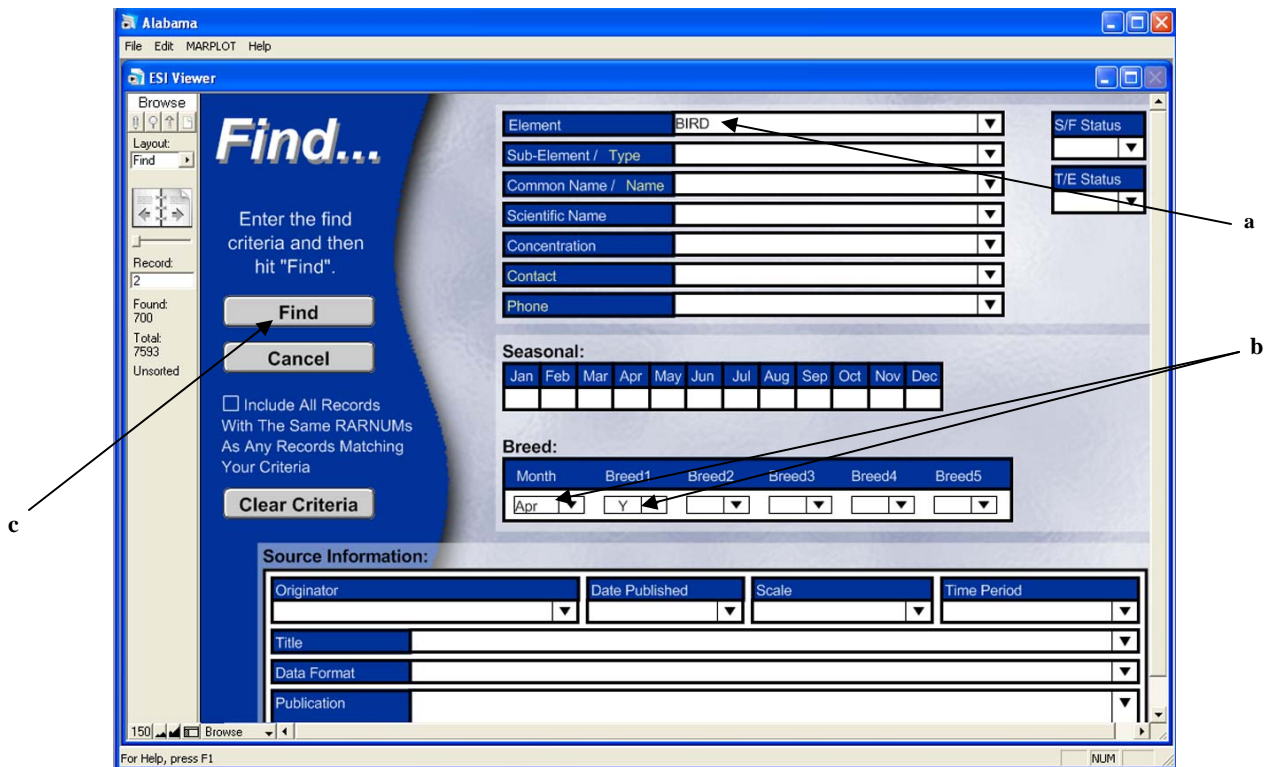 Alabama
File Edit MARPLOT Help
ESI Viewer
Browse
Layout:
Find
Record:
2
Found:
700
Total:
7593
Unsorted
Find...
Enter the find
criteria and then
hit "Find".
Find
Cancel
Include All Records
With The Same RARNUMs
As Any Records Matching
Your Criteria
Clear Criteria
Element BIRD
Sub-Element / Type
Common Name / Name
Scientific Name
Concentration
Contact
Phone
S/F Status
T/E Status
a
Seasonal:
Jan Feb Mar Apr May Jun Jul Aug Sep Oct Nov Dec
b
Breed:
Month Breed1 Breed2 Breed3 Breed4 Breed5
Apr Y
c
Source Information:
Originator Date Published Scale Time Period
Title
Data Format
Publication
150 Browse
For Help, press F1 NUM